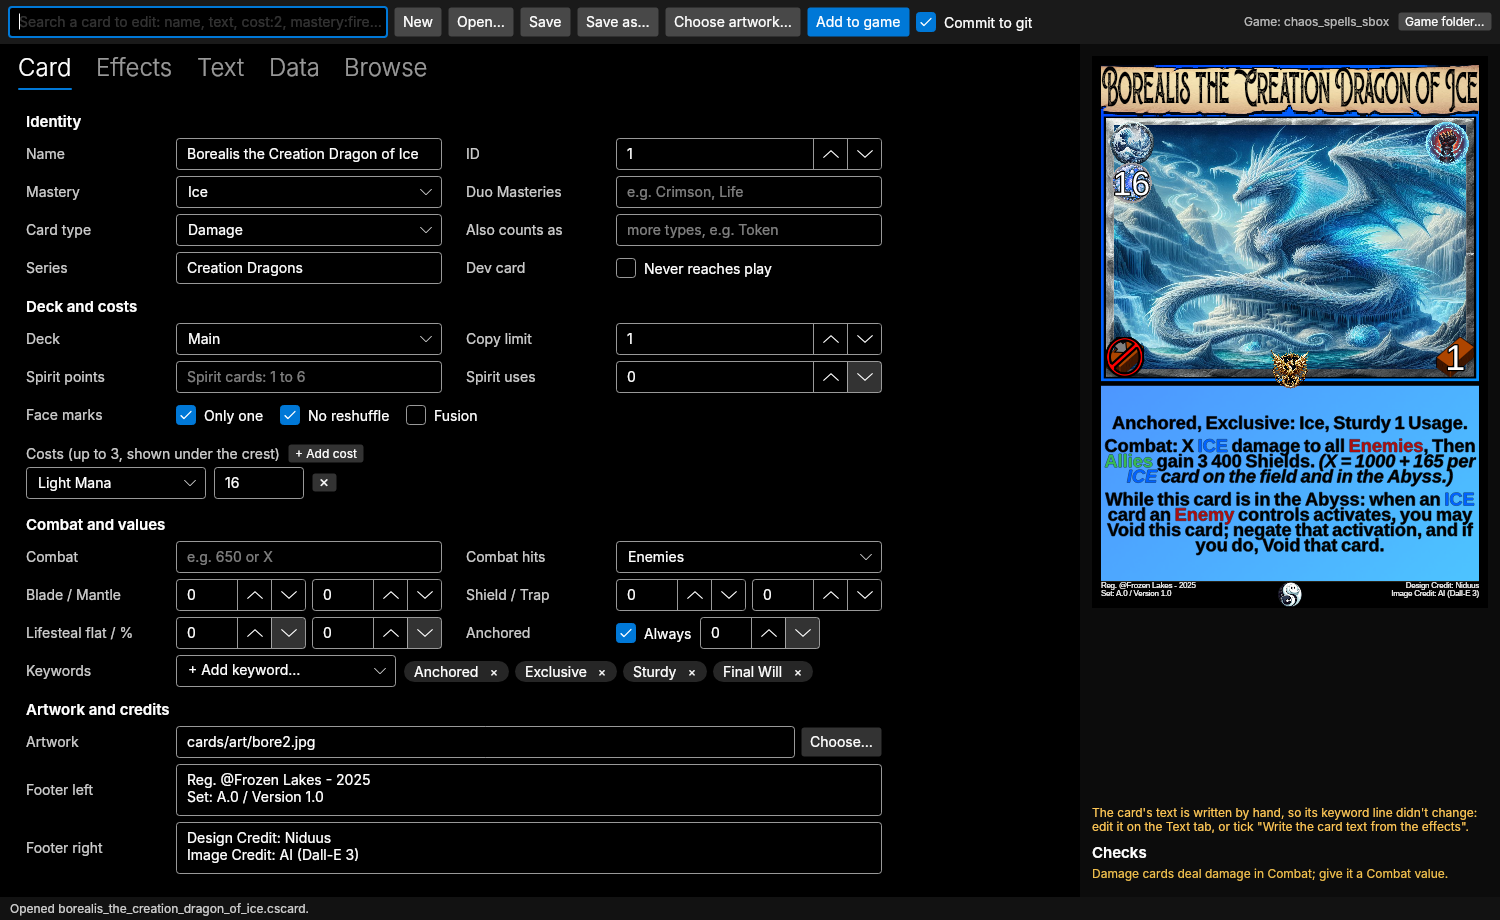 Search a card to edit: name, text, cost:2, mastery:fire...
New
Open...
Save
Save as...
Choose artwork...
Add to game
Commit to git
Game: chaos_spells_sbox
Game folder...
Card
Effects
Text
Data
Browse
Identity
Name
Borealis the Creation Dragon of Ice
ID
1
Mastery
Ice
Duo Masteries
e.g. Crimson, Life
Card type
Damage
Also counts as
more types, e.g. Token
Series
Creation Dragons
Dev card
Never reaches play
Deck and costs
Deck
Main
Copy limit
1
Spirit points
Spirit cards: 1 to 6
Spirit uses
0
Face marks
Only one
No reshuffle
Fusion
Costs (up to 3, shown under the crest)
+ Add cost
Light Mana
16
×
Combat and values
Combat
e.g. 650 or X
Combat hits
Enemies
Blade / Mantle
0
0
Shield / Trap
0
0
Lifesteal flat / %
0
0
Anchored
Always
0
Keywords
+ Add keyword...
Anchored ×
Exclusive ×
Sturdy ×
Final Will ×
Artwork and credits
Artwork
cards/art/bore2.jpg
Choose...
Footer left
Reg. @Frozen Lakes - 2025
Set: A.0 / Version 1.0
Footer right
Design Credit: Niduus
Image Credit: AI (Dall-E 3)
Borealis the Creation Dragon of Ice
16
1
Anchored, Exclusive: Ice, Sturdy 1 Usage.
Combat: X ICE damage to all Enemies, Then
Allies gain 3 400 Shields. (X = 1000 + 165 per
ICE card on the field and in the Abyss.)
While this card is in the Abyss: when an ICE
card an Enemy controls activates, you may
Void this card; negate that activation, and if
you do, Void that card.
Reg. @Frozen Lakes - 2025
Set: A.0 / Version 1.0
Design Credit: Niduus
Image Credit: AI (Dall-E 3)
The card's text is written by hand, so its keyword line didn't change:
edit it on the Text tab, or tick "Write the card text from the effects".
Checks
Damage cards deal damage in Combat; give it a Combat value.
Opened borealis_the_creation_dragon_of_ice.cscard.